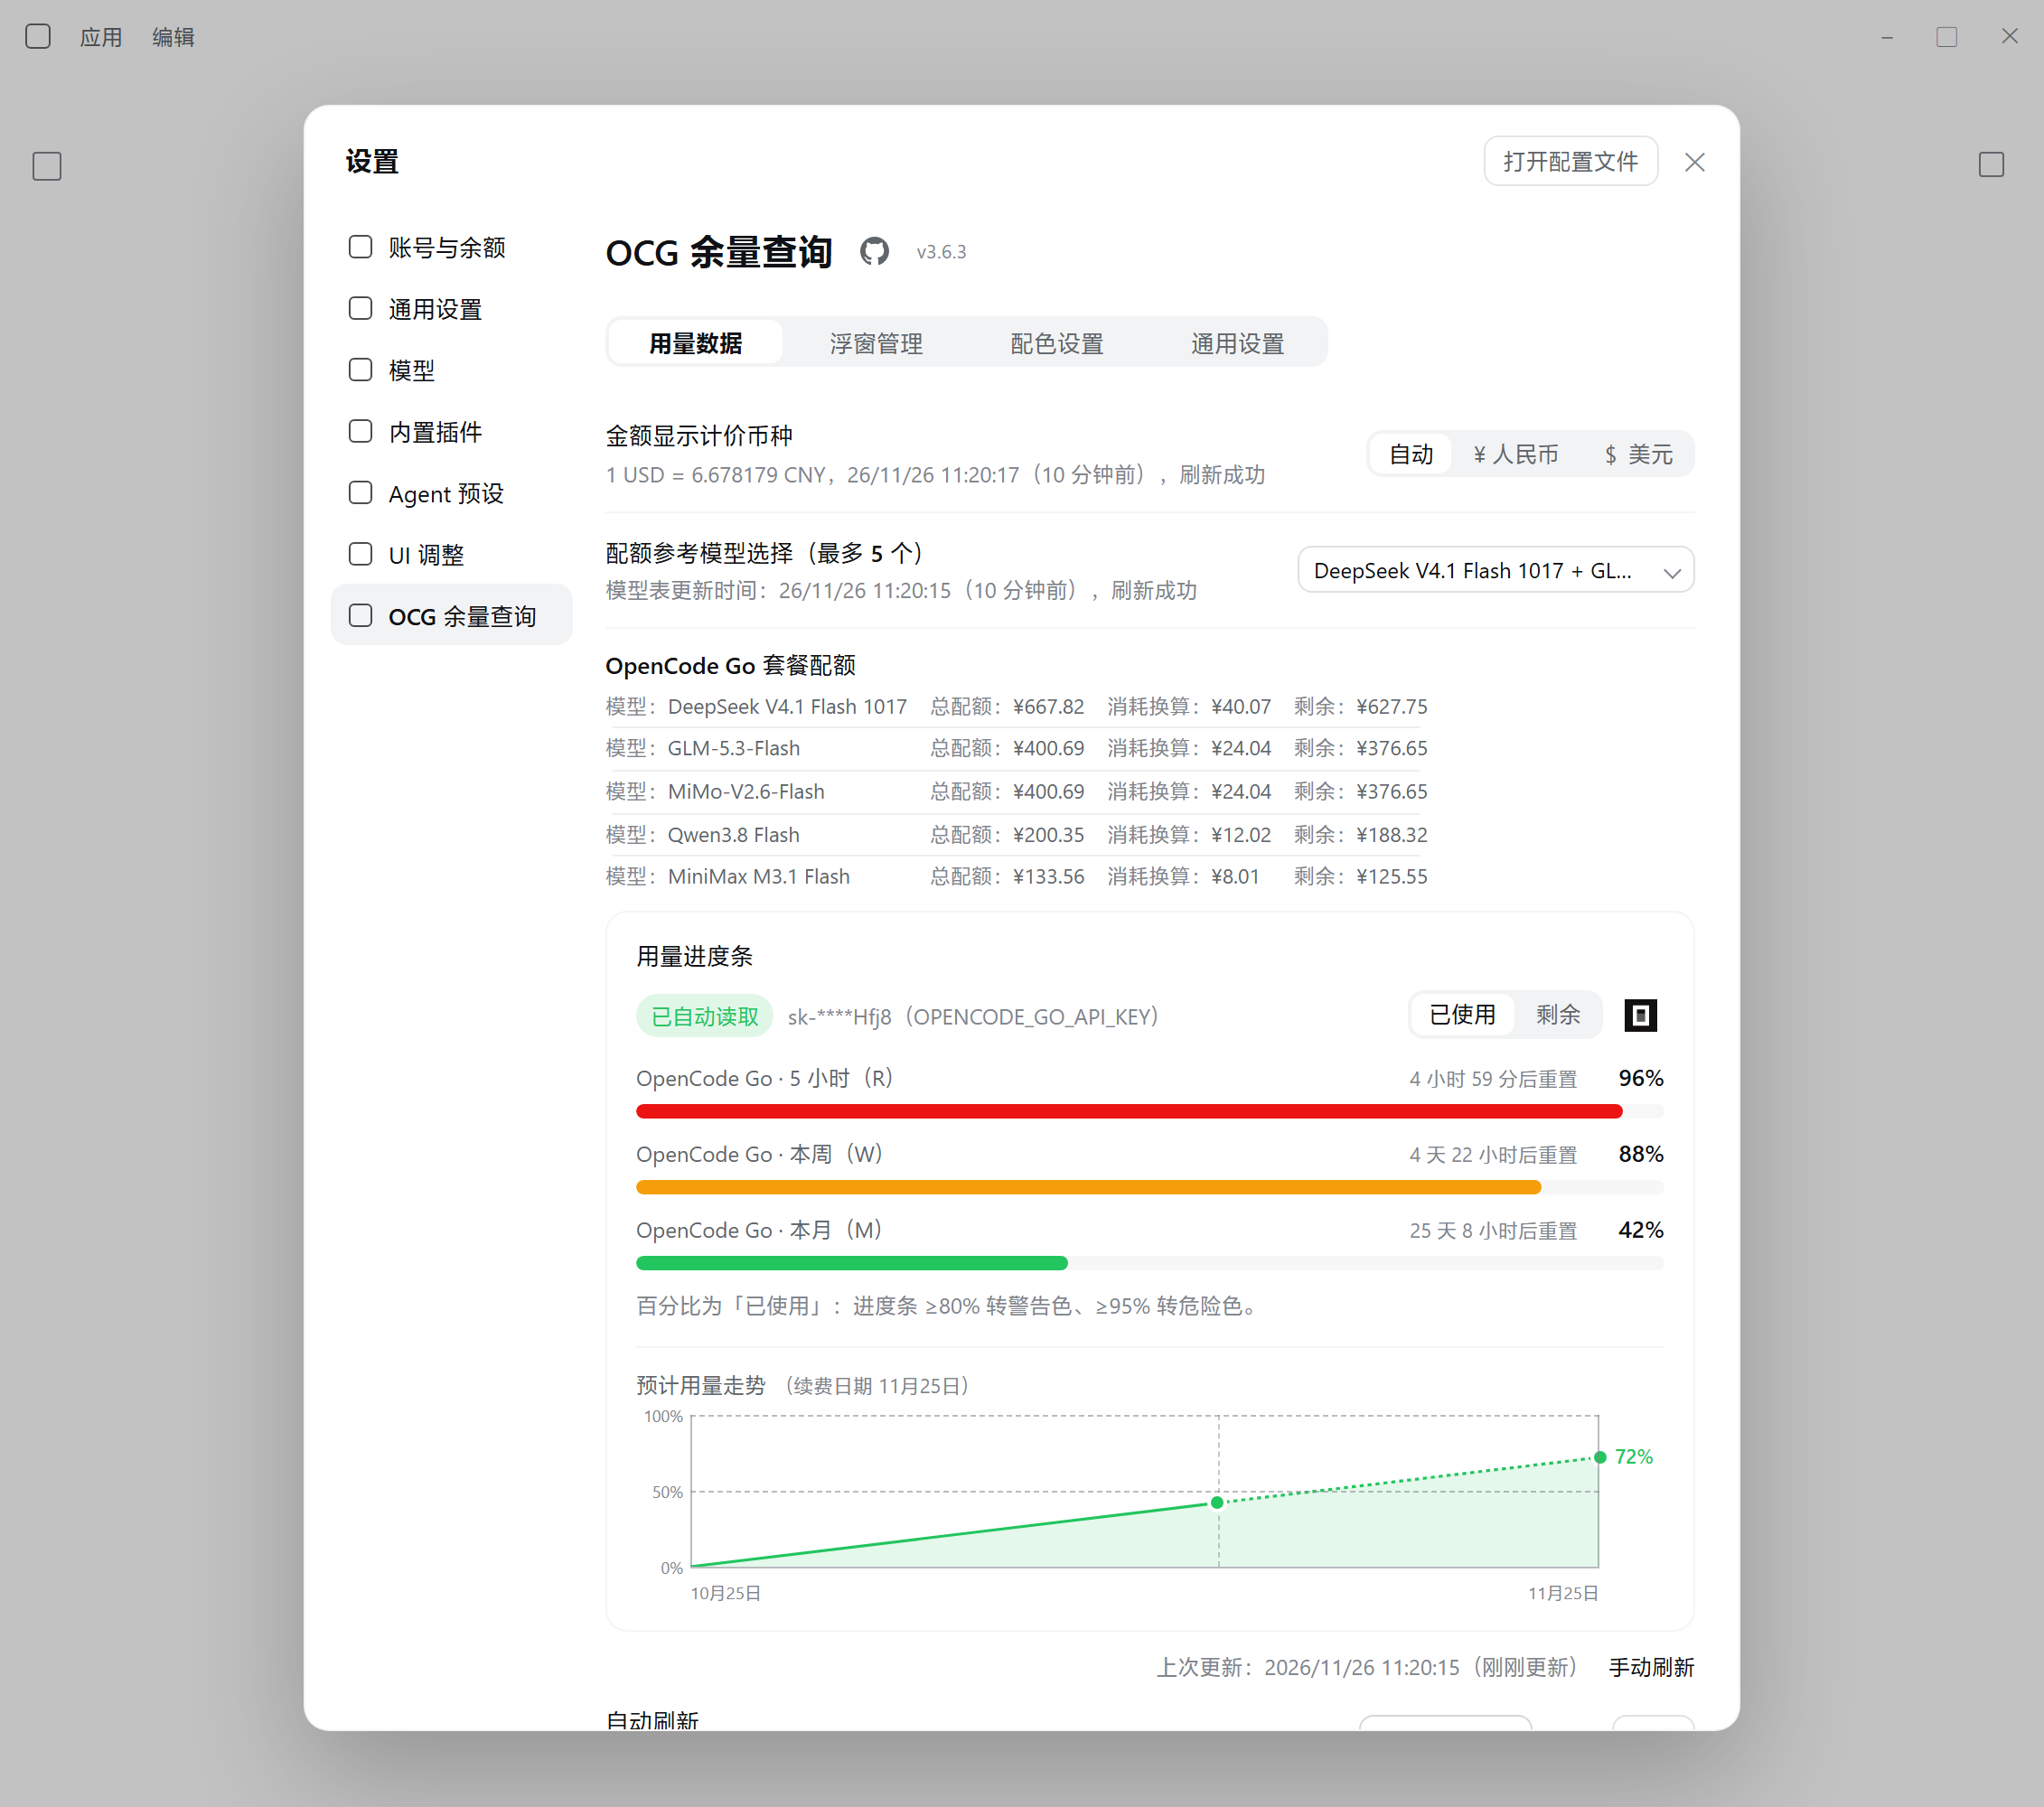 应用 编辑
设置
打开配置文件
账号与余额
通用设置
模型
内置插件
Agent 预设
UI 调整
OCG 余量查询
OCG 余量查询 v3.6.3
用量数据 浮窗管理 配色设置 通用设置
金额显示计价币种
1 USD = 6.678179 CNY，26/11/26 11:20:17（10 分钟前），刷新成功
自动 ¥ 人民币 $ 美元
配额参考模型选择（最多 5 个）
模型表更新时间：26/11/26 11:20:15（10 分钟前），刷新成功
DeepSeek V4.1 Flash 1017 + GL...
OpenCode Go 套餐配额
模型：DeepSeek V4.1 Flash 1017 总配额：¥667.82 消耗换算：¥40.07 剩余：¥627.75
模型：GLM-5.3-Flash 总配额：¥400.69 消耗换算：¥24.04 剩余：¥376.65
模型：MiMo-V2.6-Flash 总配额：¥400.69 消耗换算：¥24.04 剩余：¥376.65
模型：Qwen3.8 Flash 总配额：¥200.35 消耗换算：¥12.02 剩余：¥188.32
模型：MiniMax M3.1 Flash 总配额：¥133.56 消耗换算：¥8.01 剩余：¥125.55
用量进度条
已自动读取 sk-****Hfj8（OPENCODE_GO_API_KEY）
已使用 剩余
OpenCode Go · 5 小时（R） 4 小时 59 分后重置 96%
OpenCode Go · 本周（W） 4 天 22 小时后重置 88%
OpenCode Go · 本月（M） 25 天 8 小时后重置 42%
百分比为「已使用」：进度条 ≥80% 转警告色、≥95% 转危险色。
预计用量走势（续费日期 11月25日）
100%
72%
50%
0%
10月25日 11月25日
上次更新：2026/11/26 11:20:15（刚刚更新） 手动刷新
自动刷新